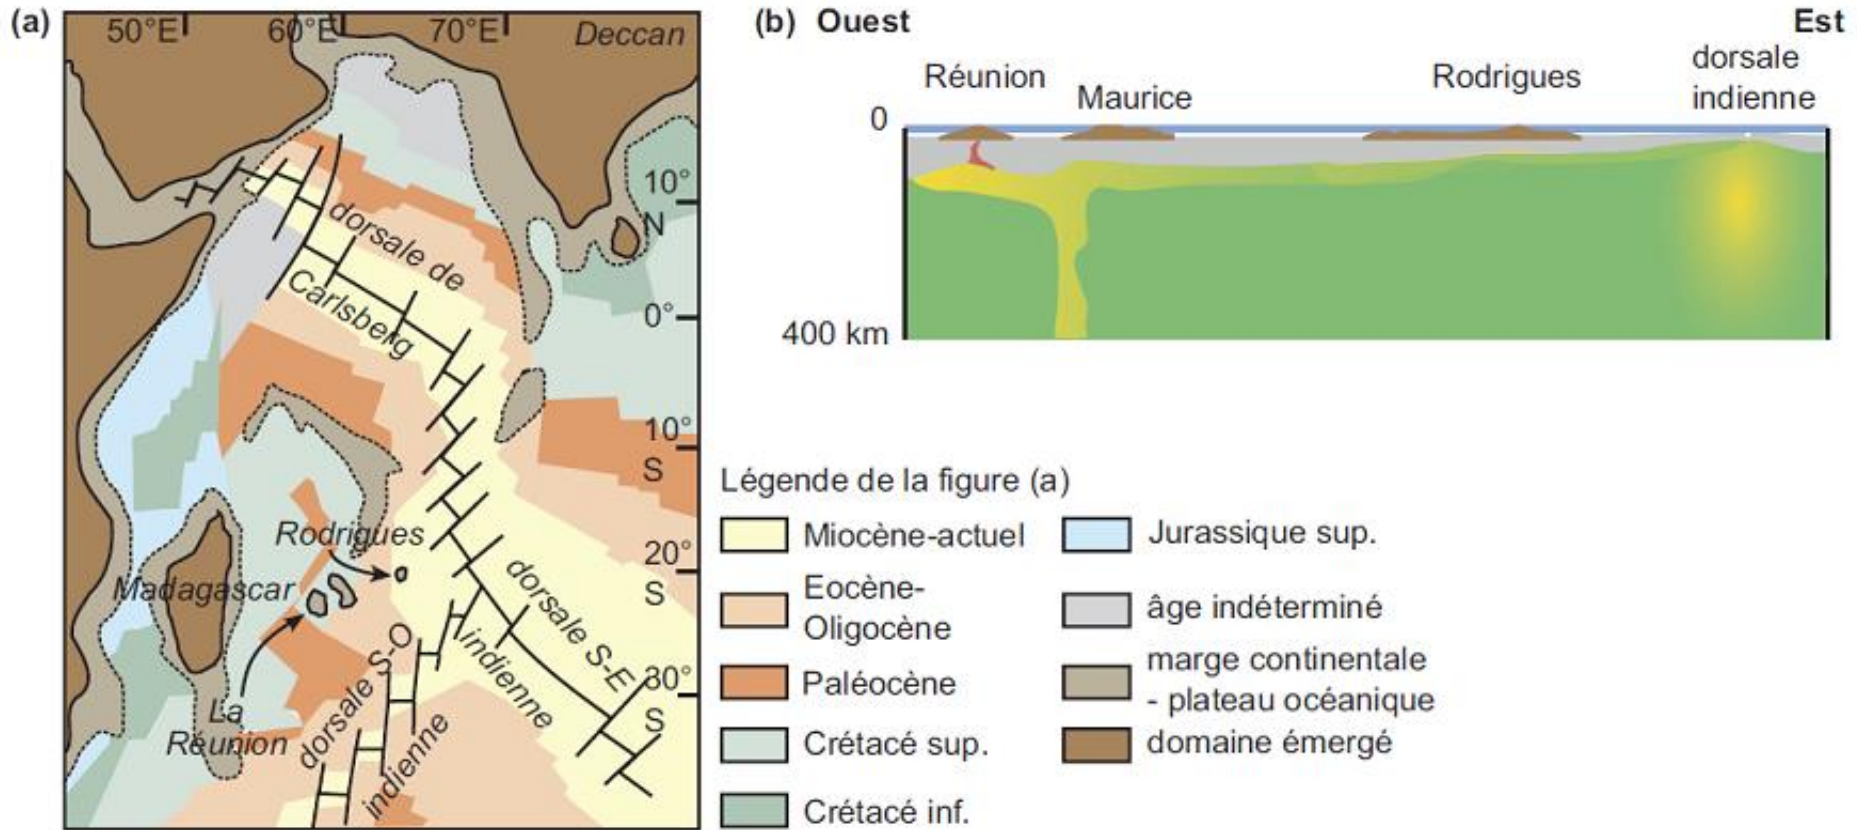 (a)
50°E
60°E
70°E
Deccan
10°
N
dorsale de
Carlsberg
0°
10°
S
Rodrigues
20°
S
Madagascar
dorsale S-E
indienne
30°
S
dorsale S-O
indienne
La
Réunion
(b) Ouest
Est
Réunion
Maurice
Rodrigues
dorsale
indienne
0
400 km
Légende de la figure (a)
Miocène-actuel
Eocène-
Oligocène
Paléocène
Crétacé sup.
Crétacé inf.
Jurassique sup.
âge indéterminé
marge continentale
- plateau océanique
domaine émergé